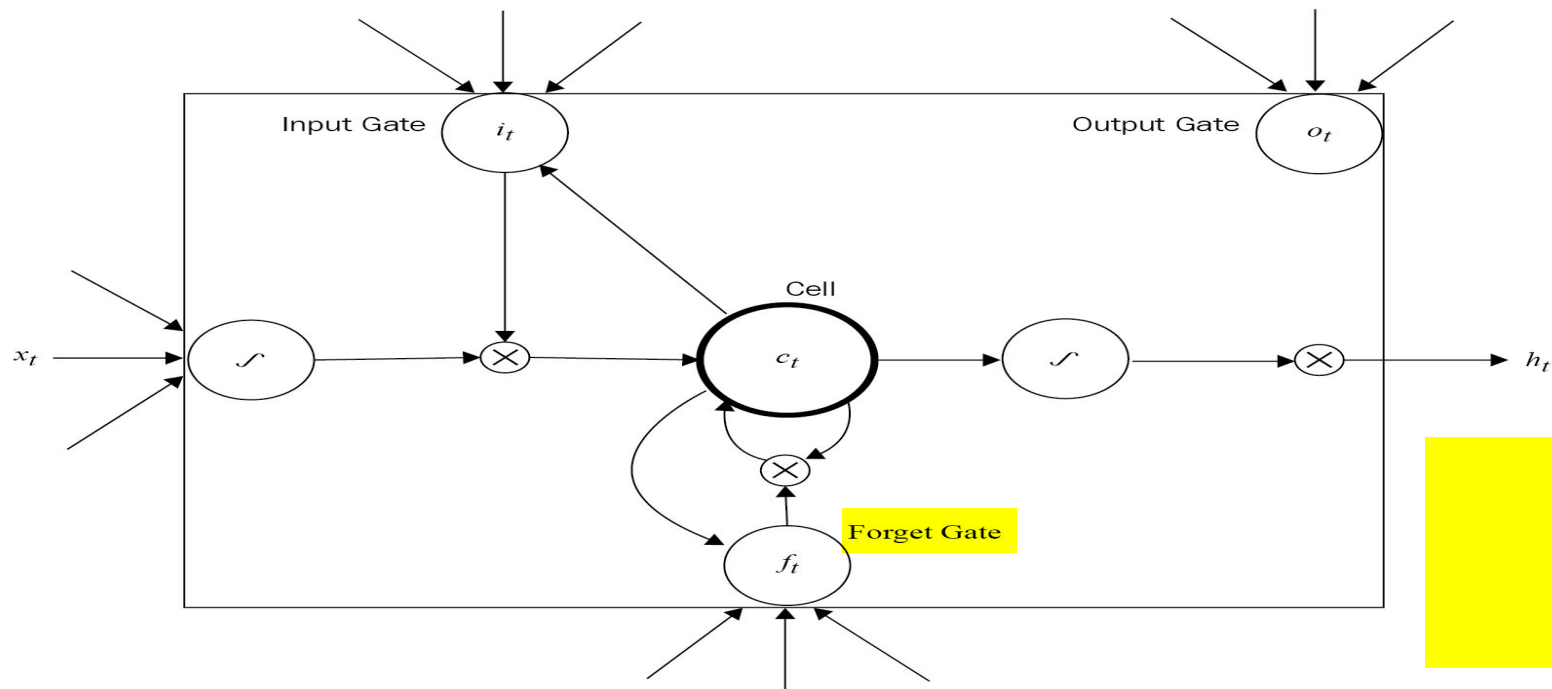 Input Gate
i_t
Output Gate
o_t
Cell
x_t
∫
c_t
∫
h_t
Forget Gate
f_t